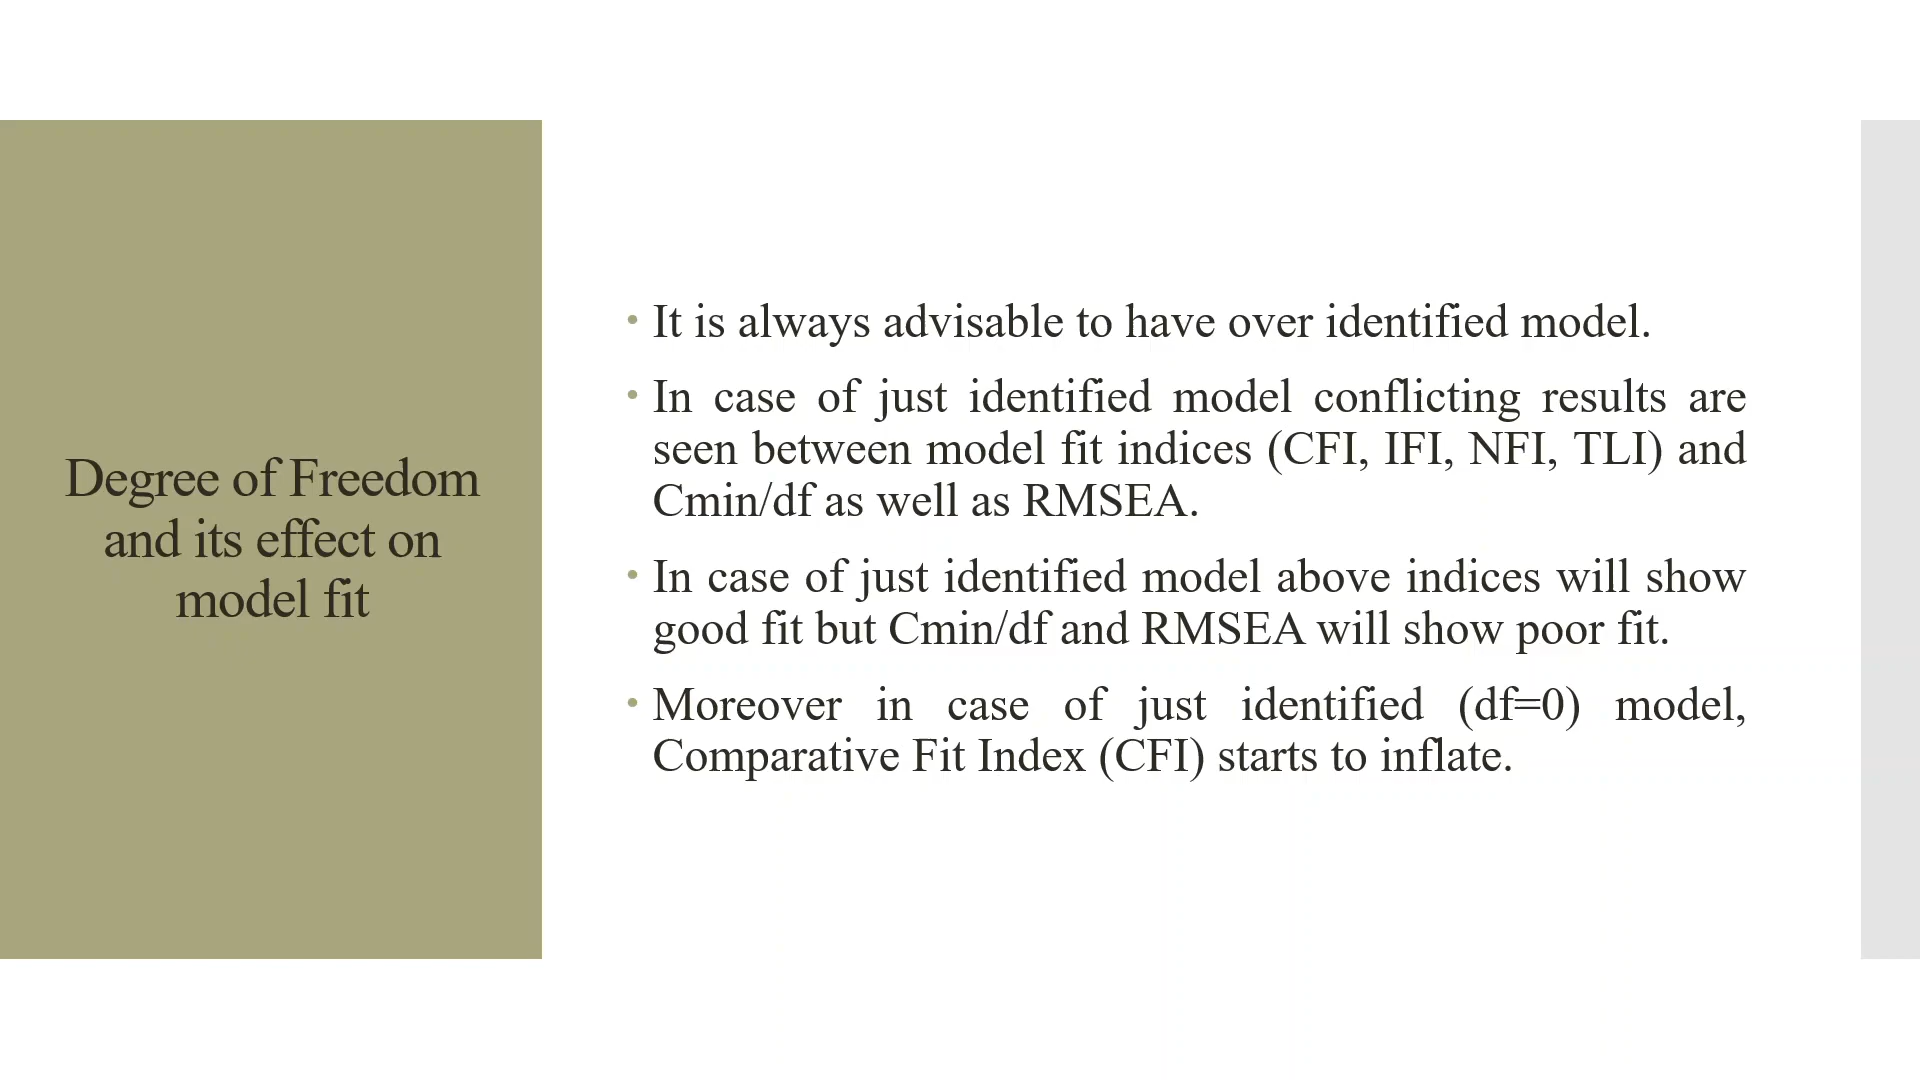 Degree of Freedom
and its effect on
model fit
• It is always advisable to have over identified model.
• In case of just identified model conflicting results are
seen between model fit indices (CFI, IFI, NFI, TLI) and
Cmin/df as well as RMSEA.
• In case of just identified model above indices will show
good fit but Cmin/df and RMSEA will show poor fit.
• Moreover in case of just identified (df=0) model,
Comparative Fit Index (CFI) starts to inflate.